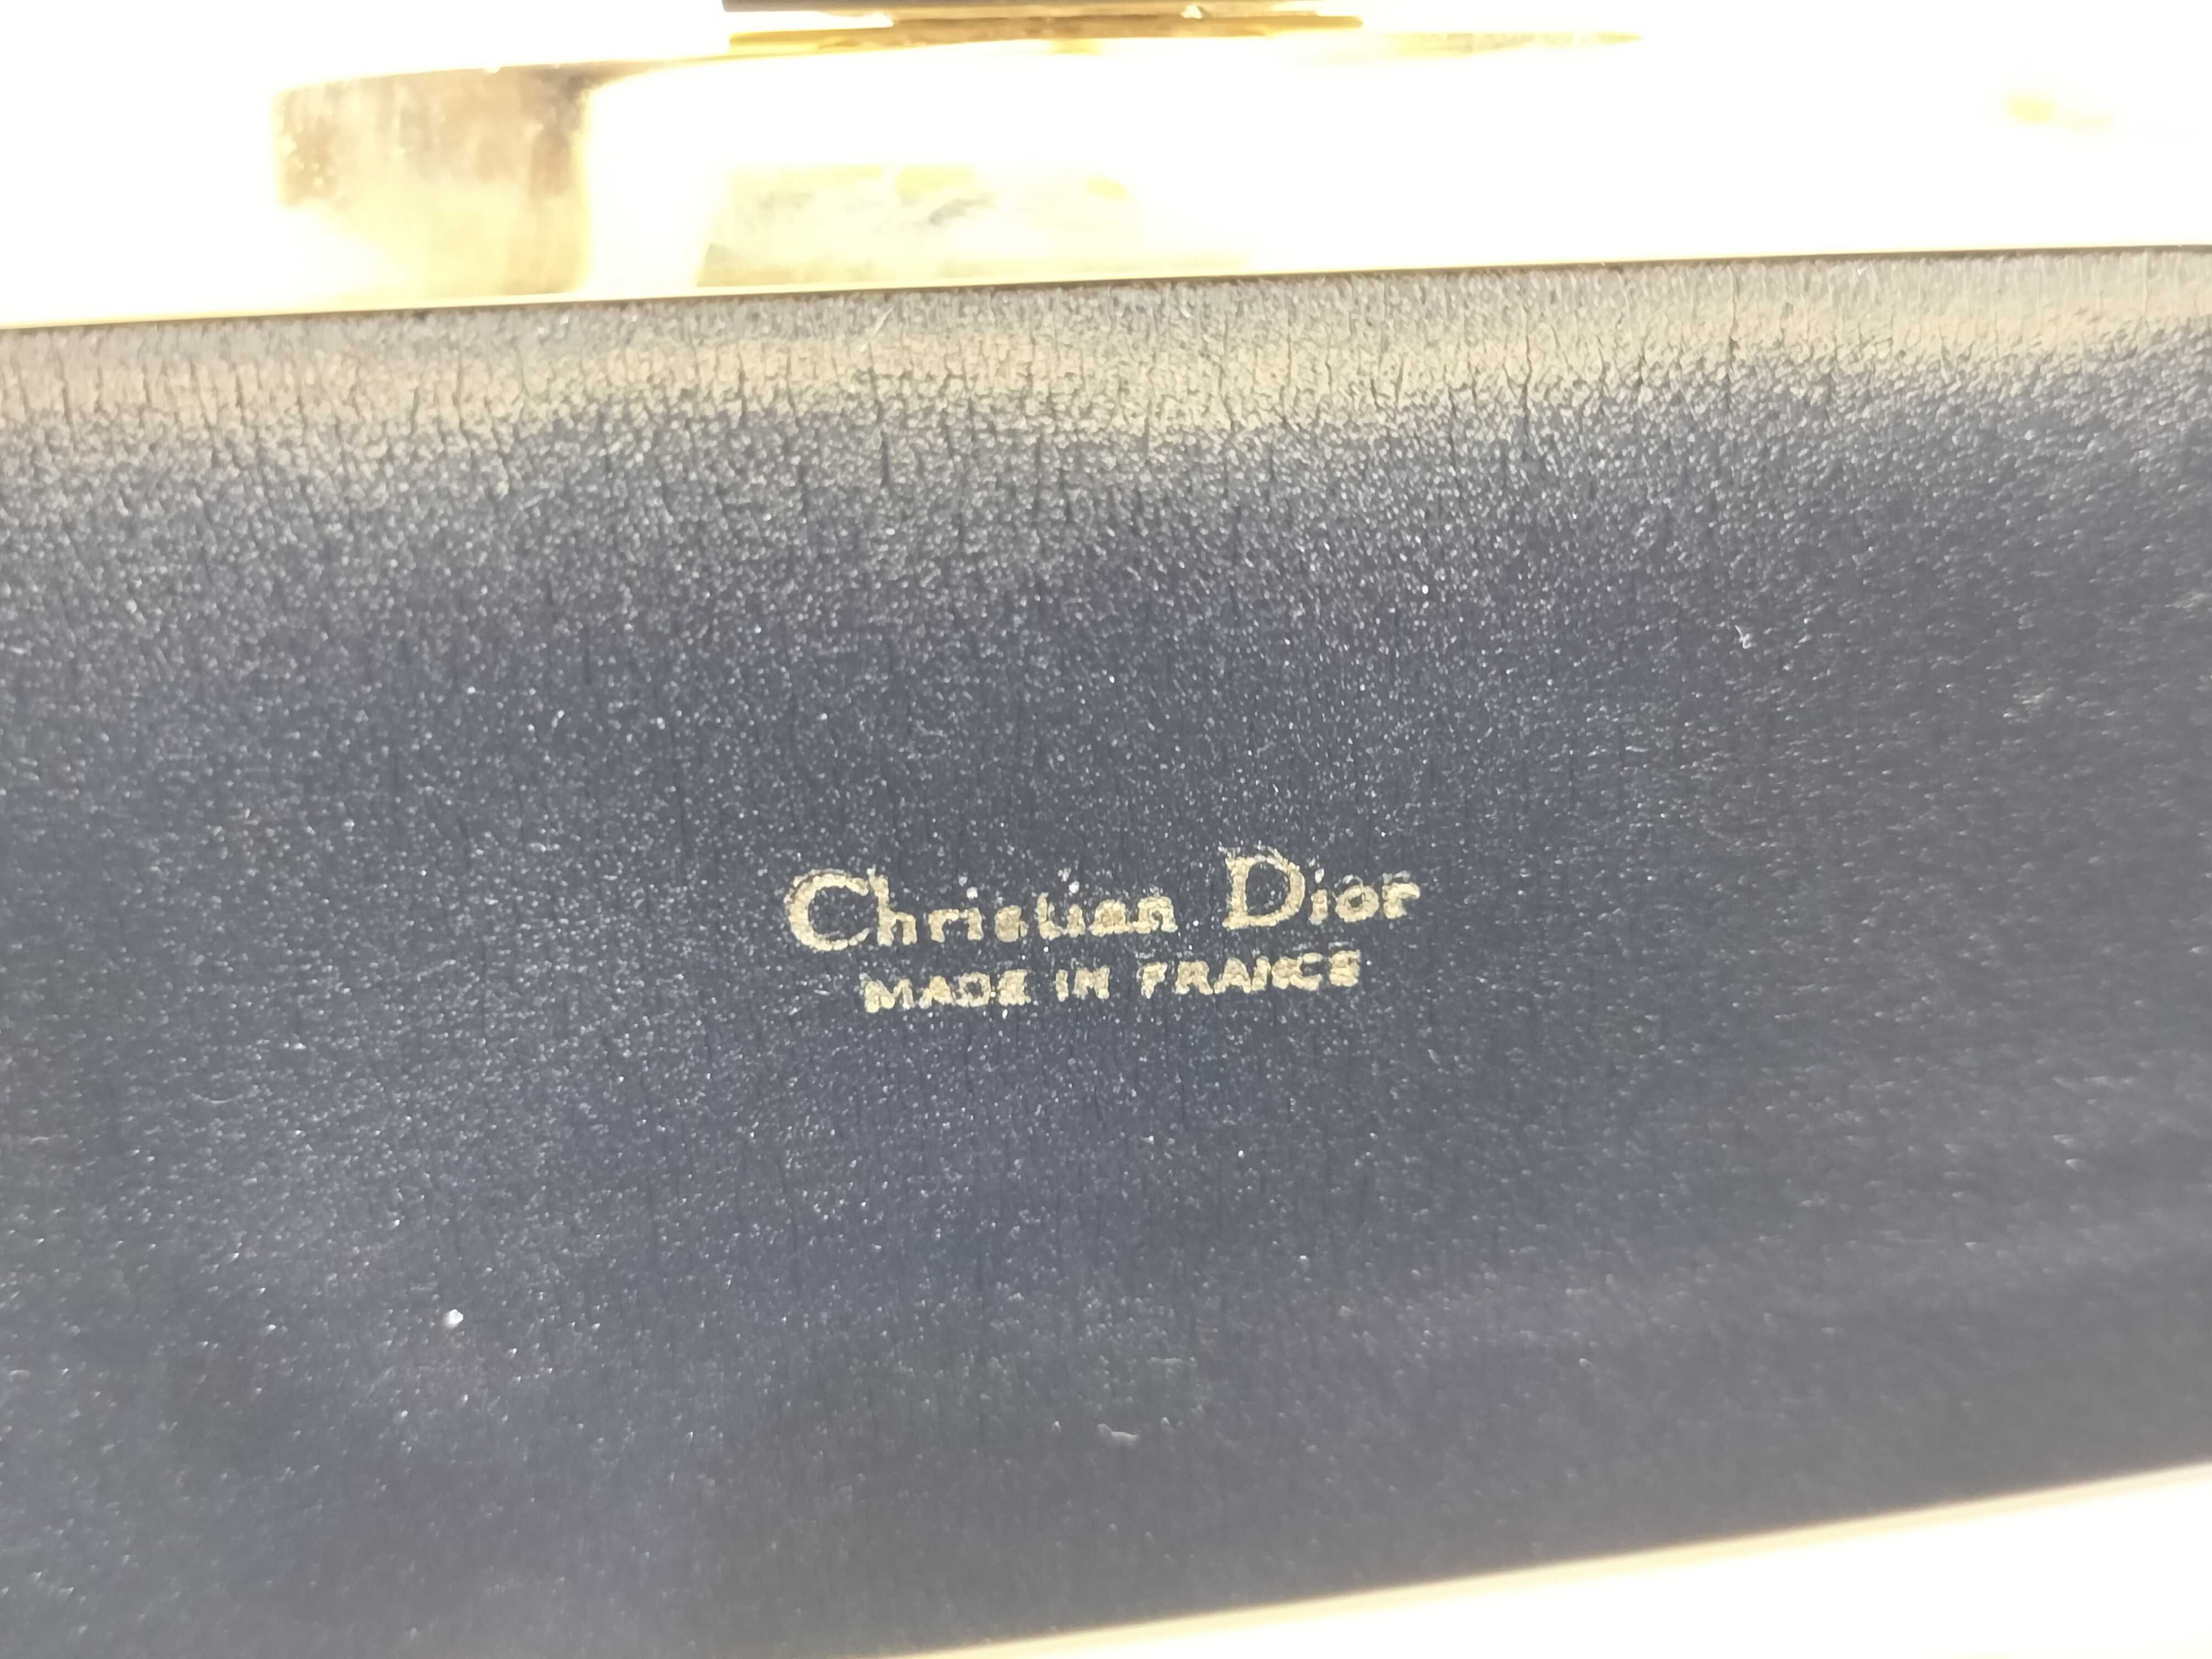 Christian Dior
MADE IN FRANCE